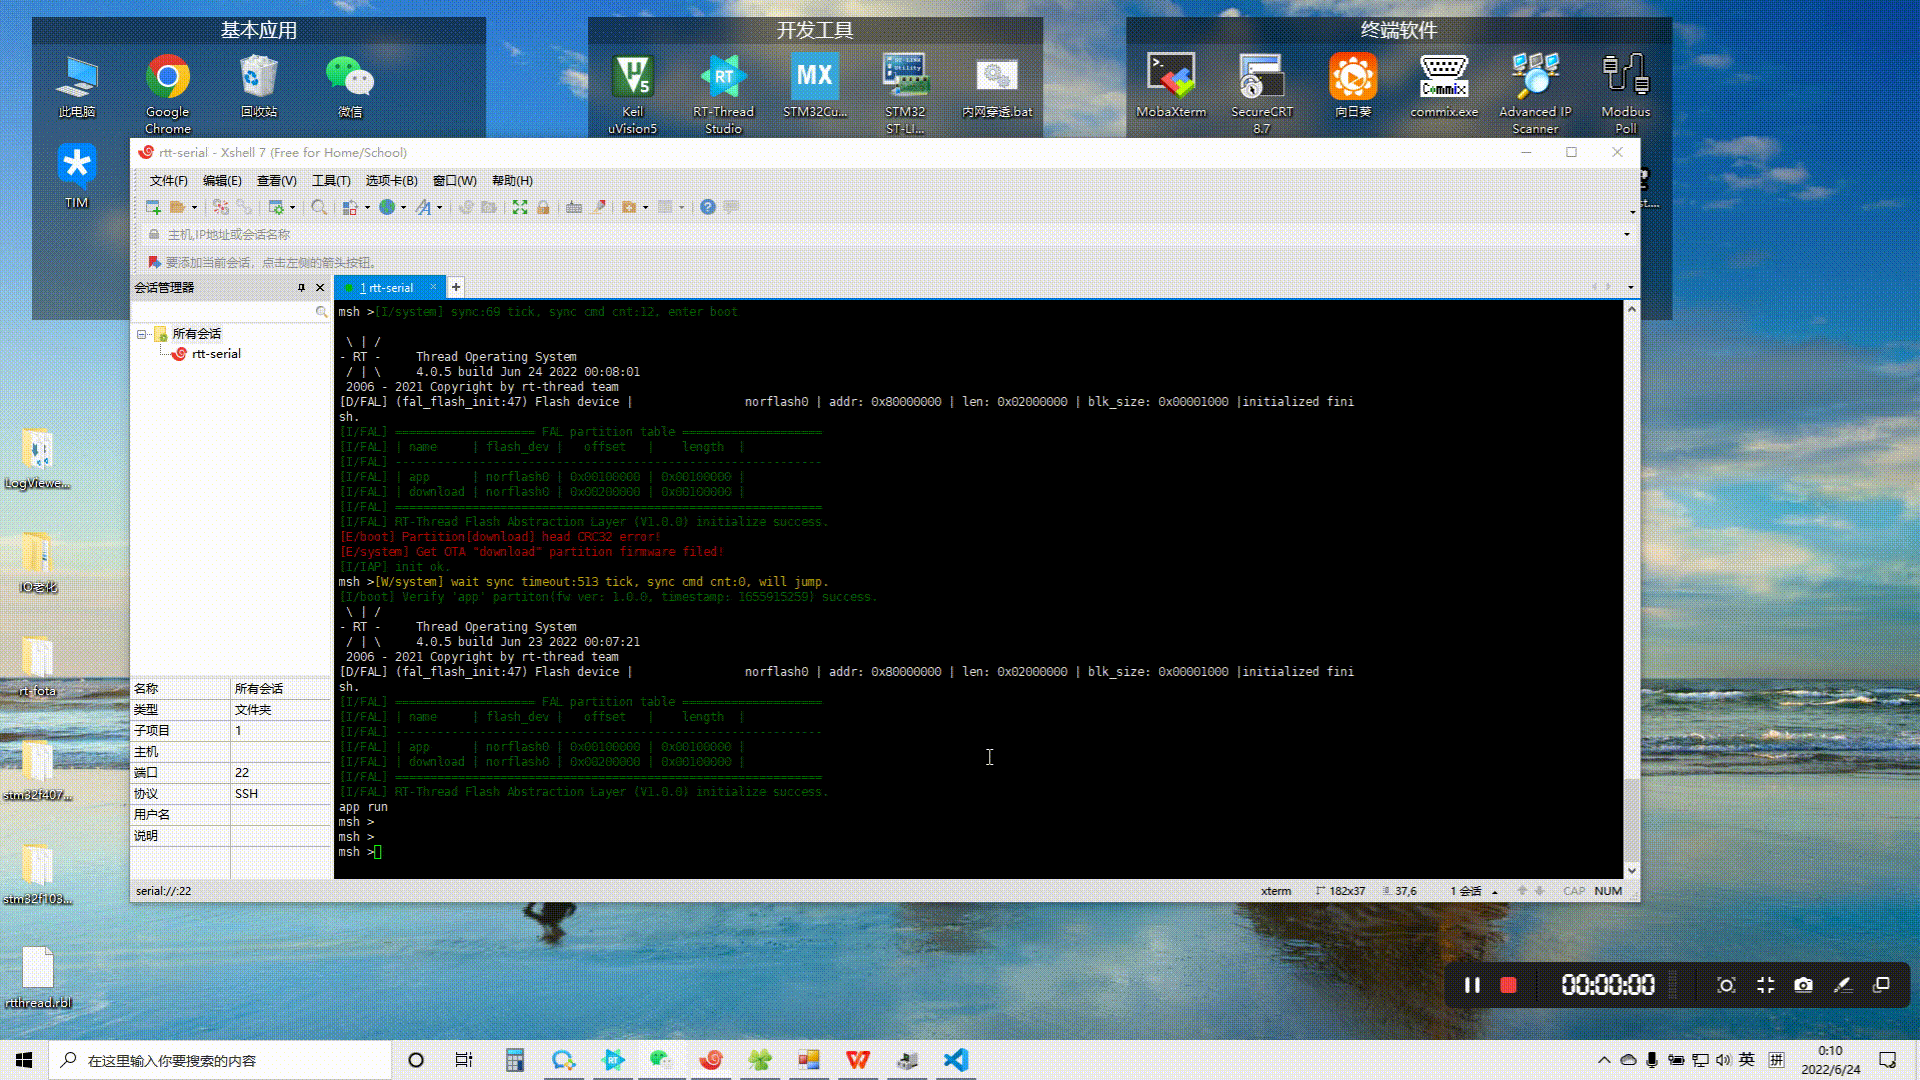 基本应用
开发工具
终端软件
此电脑
Google Chrome
回收站
微信
Keil uVision5
RT-Thread Studio
STM32Cu...
STM32 ST-LI...
内网穿透.bat
MobaXterm
SecureCRT 8.7
向日葵
commix.exe
Advanced IP Scanner
Modbus Poll
TIM
rtt-serial - Xshell 7 (Free for Home/School)
文件(F) 编辑(E) 查看(V) 工具(T) 选项卡(B) 窗口(W) 帮助(H)
主机,IP地址或会话名称
要添加当前会话，点击左侧的箭头按钮。
会话管理器
1 rtt-serial
所有会话
rtt-serial
msh >[I/system] sync:69 tick, sync cmd cnt:12, enter boot
\ | /
- RT -     Thread Operating System
/ | \     4.0.5 build Jun 24 2022 00:08:01
2006 - 2021 Copyright by rt-thread team
[D/FAL] (fal_flash_init:47) Flash device |                norflash0 | addr: 0x80000000 | len: 0x02000000 | blk_size: 0x00001000 |initialized fini
sh.
[I/FAL] ==================== FAL partition table ====================
[I/FAL] | name     | flash_dev |   offset   |    length  |
[I/FAL] -------------------------------------------------------------
[I/FAL] | app      | norflash0 | 0x00100000 | 0x00100000 |
[I/FAL] | download | norflash0 | 0x00200000 | 0x00100000 |
[I/FAL] =============================================================
[I/FAL] RT-Thread Flash Abstraction Layer (V1.0.0) initialize success.
[E/boot] Partition[download] head CRC32 error!
[E/system] Get OTA "download" partition firmware filed!
[I/IAP] init ok.
msh >[W/system] wait sync timeout:513 tick, sync cmd cnt:0, will jump.
[I/boot] Verify 'app' partiton(fw ver: 1.0.0, timestamp: 1655915259) success.
\ | /
- RT -     Thread Operating System
/ | \     4.0.5 build Jun 23 2022 00:07:21
2006 - 2021 Copyright by rt-thread team
[D/FAL] (fal_flash_init:47) Flash device |                norflash0 | addr: 0x80000000 | len: 0x02000000 | blk_size: 0x00001000 |initialized fini
sh.
[I/FAL] ==================== FAL partition table ====================
[I/FAL] | name     | flash_dev |   offset   |    length  |
[I/FAL] -------------------------------------------------------------
[I/FAL] | app      | norflash0 | 0x00100000 | 0x00100000 |
[I/FAL] | download | norflash0 | 0x00200000 | 0x00100000 |
[I/FAL] =============================================================
[I/FAL] RT-Thread Flash Abstraction Layer (V1.0.0) initialize success.
app run
msh >
msh >
msh >
名称 所有会话
类型 文件夹
子项目 1
主机
端口 22
协议 SSH
用户名
说明
serial://:22
xterm 182x37 37,6 1 会话 CAP NUM
LogViewe...
IO老化
rt-fota
stm32f407...
stm32f103...
rtthread.rbl
00:00:00
在这里输入你要搜索的内容
英 拼
0:10
2022/6/24